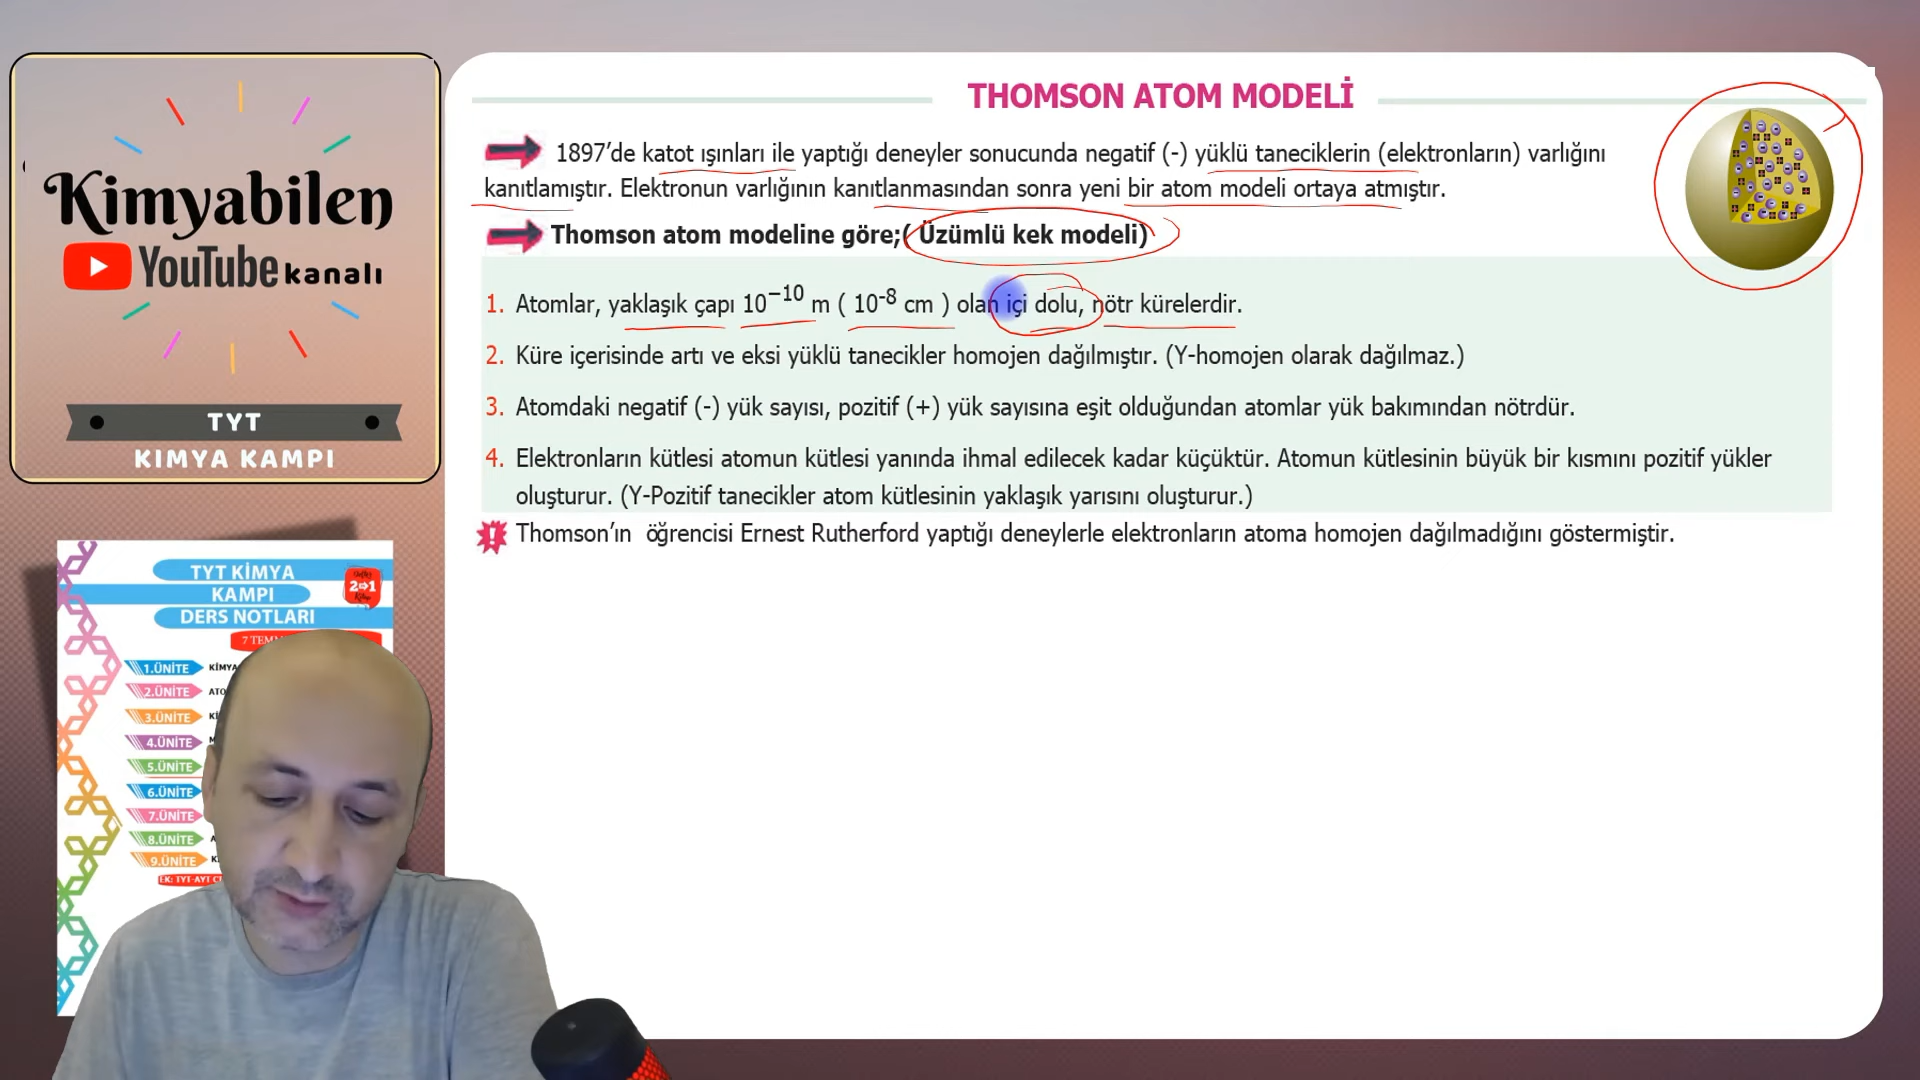 Kimyabilen
YouTube kanalı
TYT
KIMYA KAMPI
TYT KİMYA
KAMPI
DERS NOTLARI
2⇨1
7 TEM
1.ÜNİTE
2.ÜNİTE
3.ÜNİTE
4.ÜNİTE
5.ÜNİTE
6.ÜNİTE
7.ÜNİTE
8.ÜNİTE
9.ÜNİTE
THOMSON ATOM MODELİ
1897’de katot ışınları ile yaptığı deneyler sonucunda negatif (-) yüklü taneciklerin (elektronların) varlığını
kanıtlamıştır. Elektronun varlığının kanıtlanmasından sonra yeni bir atom modeli ortaya atmıştır.
Thomson atom modeline göre;( Üzümlü kek modeli)
1. Atomlar, yaklaşık çapı 10⁻¹⁰ m ( 10⁻⁸ cm ) olan içi dolu, nötr kürelerdir.
2. Küre içerisinde artı ve eksi yüklü tanecikler homojen dağılmıştır. (Y-homojen olarak dağılmaz.)
3. Atomdaki negatif (-) yük sayısı, pozitif (+) yük sayısına eşit olduğundan atomlar yük bakımından nötrdür.
4. Elektronların kütlesi atomun kütlesi yanında ihmal edilecek kadar küçüktür. Atomun kütlesinin büyük bir kısmını pozitif yükler
oluşturur. (Y-Pozitif tanecikler atom kütlesinin yaklaşık yarısını oluşturur.)
Thomson’ın öğrencisi Ernest Rutherford yaptığı deneylerle elektronların atoma homojen dağılmadığını göstermiştir.